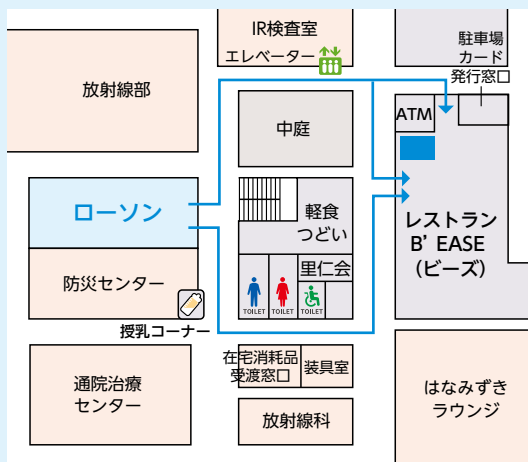 IR検査室
エレベーター
駐車場
カード
発行窓口
放射線部
ATM
中庭
ローソン
軽食
つどい
レストラン
B' EASE
（ビーズ）
里仁会
防災センター
TOILET
TOILET
TOILET
授乳コーナー
在宅消耗品
受渡窓口
装具室
通院治療
センター
はなみずき
ラウンジ
放射線科